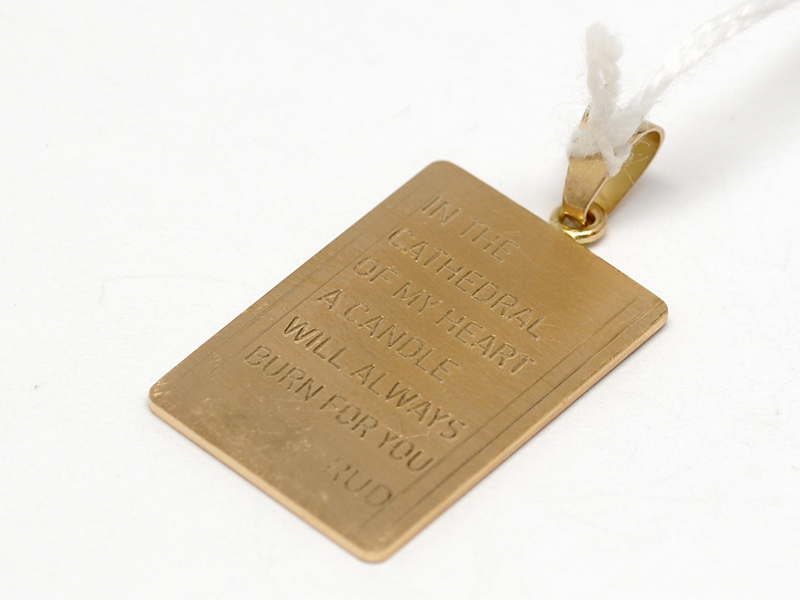 IN THE
CATHEDRAL
OF MY HEART
A CANDLE
WILL ALWAYS
BURN FOR YOU
RUD